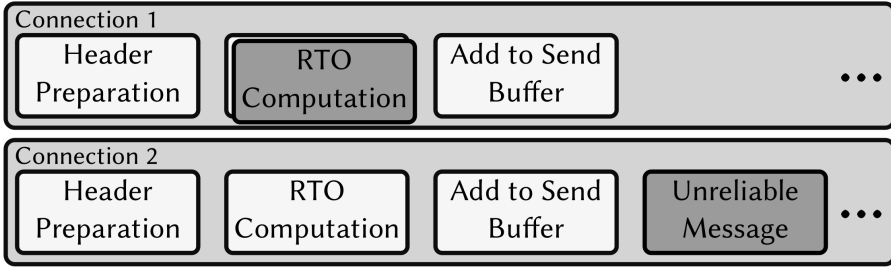 Connection 1
Header
Preparation
RTO
Computation
Add to Send
Buffer
...
Connection 2
Header
Preparation
RTO
Computation
Add to Send
Buffer
Unreliable
Message
...